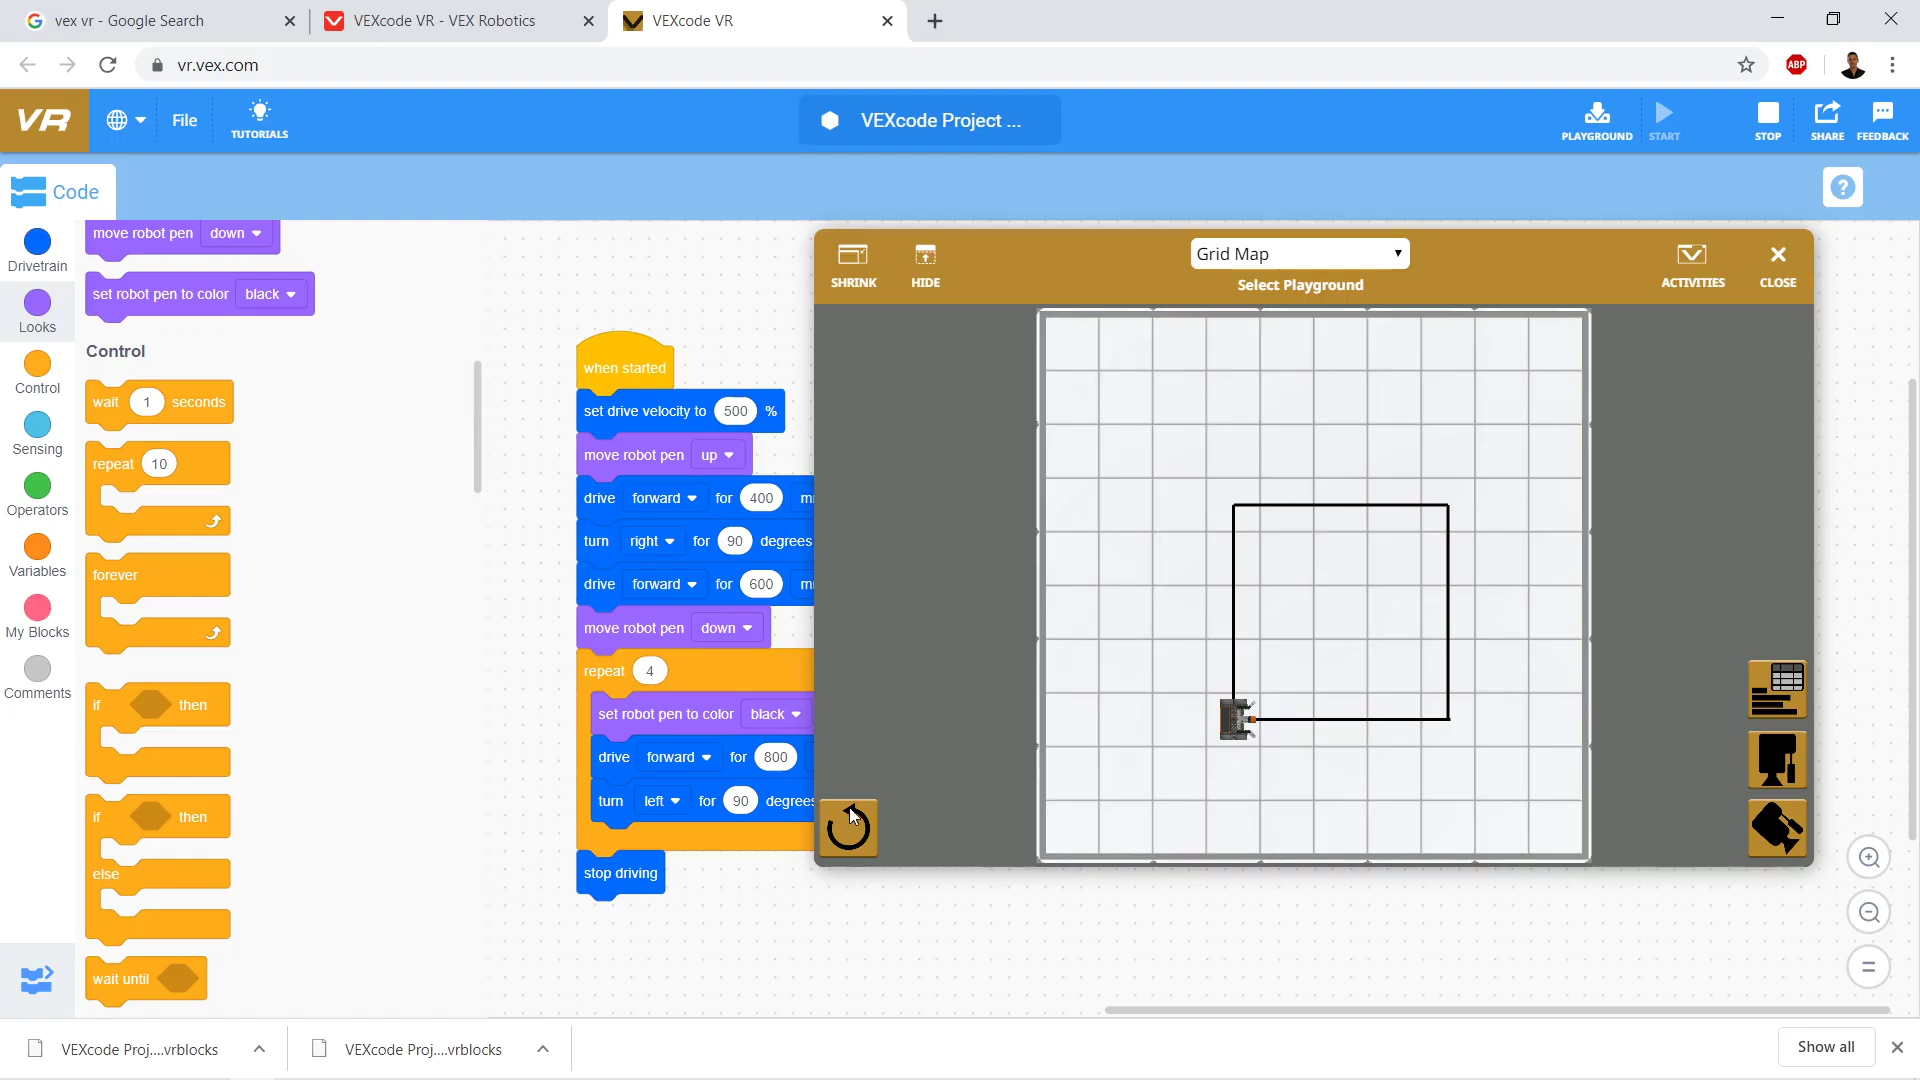 vex vr - Google Search
VEXcode VR - VEX Robotics
VEXcode VR
vr.vex.com
ABP
VR
File
TUTORIALS
VEXcode Project ...
PLAYGROUND
START
STOP
SHARE
FEEDBACK
Code
?
Drivetrain
Looks
Control
Sensing
Operators
Variables
My Blocks
Comments
move robot pen down
set robot pen to color black
Control
wait 1 seconds
repeat 10
forever
if then
if then
else
wait until
when started
set drive velocity to 500 %
move robot pen up
drive forward for 400 m
turn right for 90 degrees
drive forward for 600 m
move robot pen down
repeat 4
set robot pen to color black
drive forward for 800
turn left for 90 degrees
stop driving
SHRINK
HIDE
Grid Map
Select Playground
ACTIVITIES
CLOSE
VEXcode Proj....vrblocks
VEXcode Proj....vrblocks
Show all